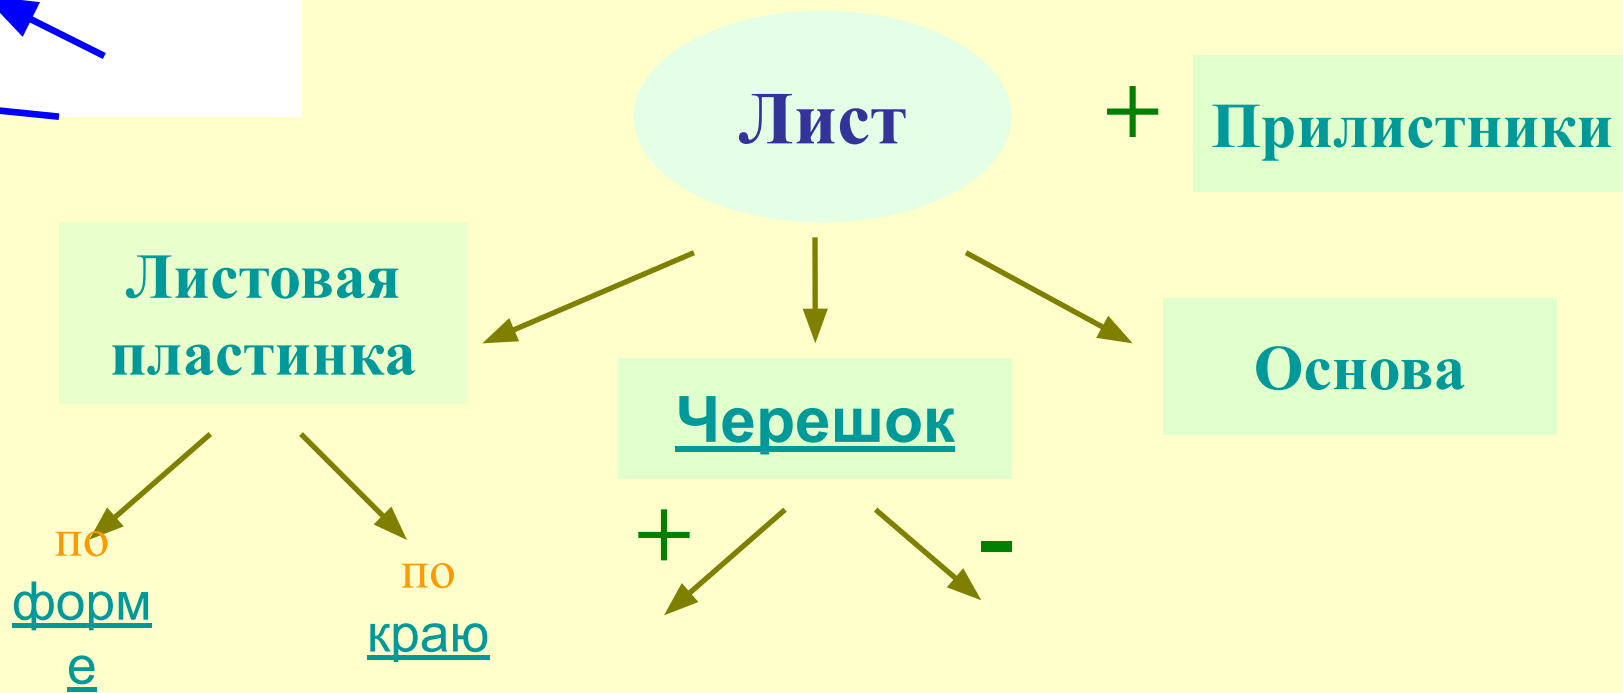 Лист
+
Прилистники
Листовая
пластинка
Черешок
Основа
по
форм
е
по
краю
+
-